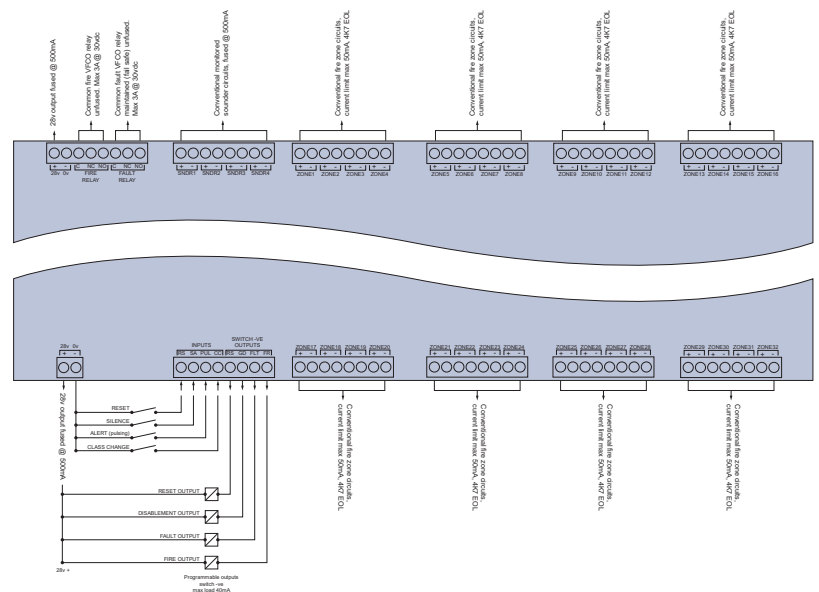 28v output fused @ 500mA
Common fire VFCO relay
unfused. Max 3A @ 30vdc
Common fault VFCO relay
maintained (fail safe) unfused.
Max 3A @ 30vdc
Conventional monitored
sounder circuits, fused @ 500mA
Conventional fire zone circuits,
current limit max 50mA, 4K7 EOL
Conventional fire zone circuits,
current limit max 50mA, 4K7 EOL
Conventional fire zone circuits,
current limit max 50mA, 4K7 EOL
Conventional fire zone circuits,
current limit max 50mA, 4K7 EOL
+ - C NC NO C NC NO
28v 0v FIRE RELAY FAULT RELAY
+ - + - + - + -
SNDR1 SNDR2 SNDR3 SNDR4
+ - + - + - + -
ZONE1 ZONE2 ZONE3 ZONE4
+ - + - + - + -
ZONE5 ZONE6 ZONE7 ZONE8
+ - + - + - + -
ZONE9 ZONE10 ZONE11 ZONE12
+ - + - + - + -
ZONE13 ZONE14 ZONE15 ZONE16
28v 0v
+ -
INPUTS
SWITCH -VE
OUTPUTS
RS SA PUL CC RS GD FLT FR
ZONE17 ZONE18 ZONE19 ZONE20
+ - + - + - + -
ZONE21 ZONE22 ZONE23 ZONE24
+ - + - + - + -
ZONE25 ZONE26 ZONE27 ZONE28
+ - + - + - + -
ZONE29 ZONE30 ZONE31 ZONE32
+ - + - + - + -
28v output fused @ 500mA
RESET
SILENCE
ALERT (pulsing)
CLASS CHANGE
RESET OUTPUT
DISABLEMENT OUTPUT
FAULT OUTPUT
FIRE OUTPUT
28v +
Programmable outputs
switch -ve
max load 40mA
Conventional fire zone circuits,
current limit max 50mA, 4K7 EOL
Conventional fire zone circuits,
current limit max 50mA, 4K7 EOL
Conventional fire zone circuits,
current limit max 50mA, 4K7 EOL
Conventional fire zone circuits,
current limit max 50mA, 4K7 EOL